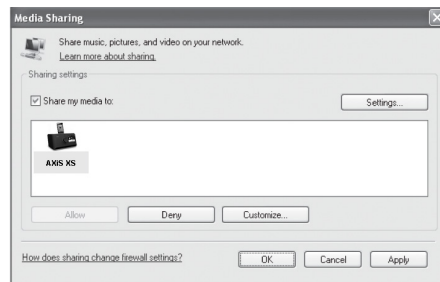 Media Sharing
Share music, pictures, and video on your network.
Learn more about sharing.
Sharing settings
Share my media to:
Settings...
AXiS XS
Allow
Deny
Customize...
How does sharing change firewall settings?
OK
Cancel
Apply